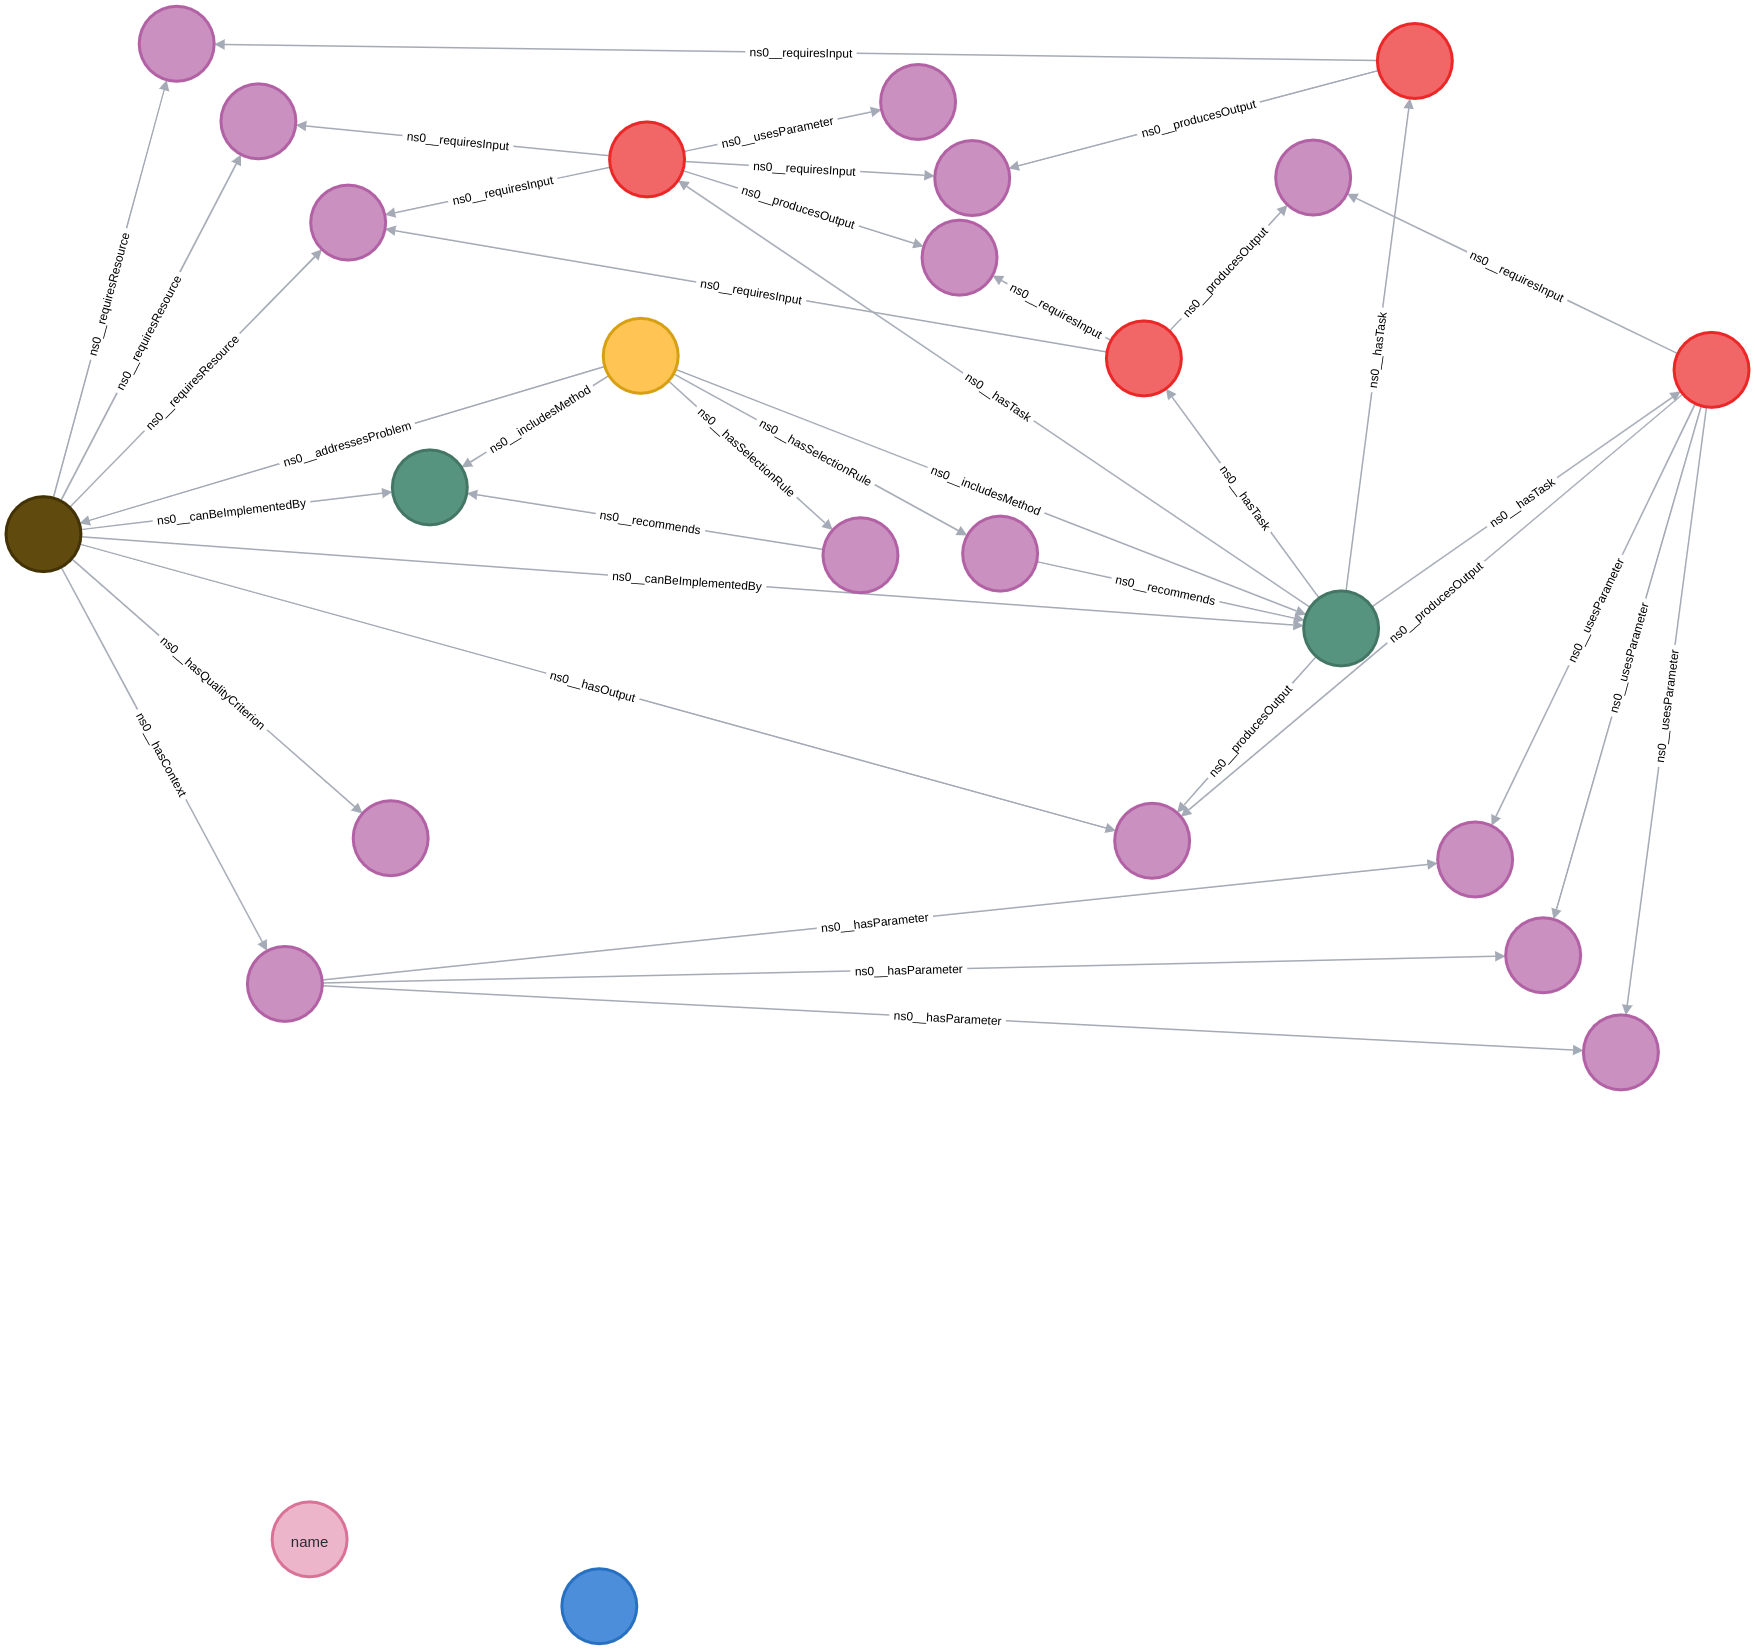 ns0__requiresInput
ns0__producesOutput
ns0__usesParameter
ns0__requiresInput
ns0__requiresInput
ns0__requiresInput
ns0__producesOutput
ns0__producesOutput
ns0__requiresInput
ns0__requiresInput
ns0__requiresInput
ns0__requiresResource
ns0__requiresResource
ns0__requiresResource
ns0__hasTask
ns0__hasTask
ns0__addressesProblem
ns0__includesMethod
ns0__hasSelectionRule
ns0__hasSelectionRule
ns0__includesMethod
ns0__hasTask
ns0__hasTask
ns0__canBeImplementedBy
ns0__recommends
ns0__canBeImplementedBy
ns0__recommends
ns0__producesOutput
ns0__usesParameter
ns0__usesParameter
ns0__usesParameter
ns0__hasOutput
ns0__hasQualityCriterion
ns0__producesOutput
ns0__hasContext
ns0__hasParameter
ns0__hasParameter
ns0__hasParameter
name